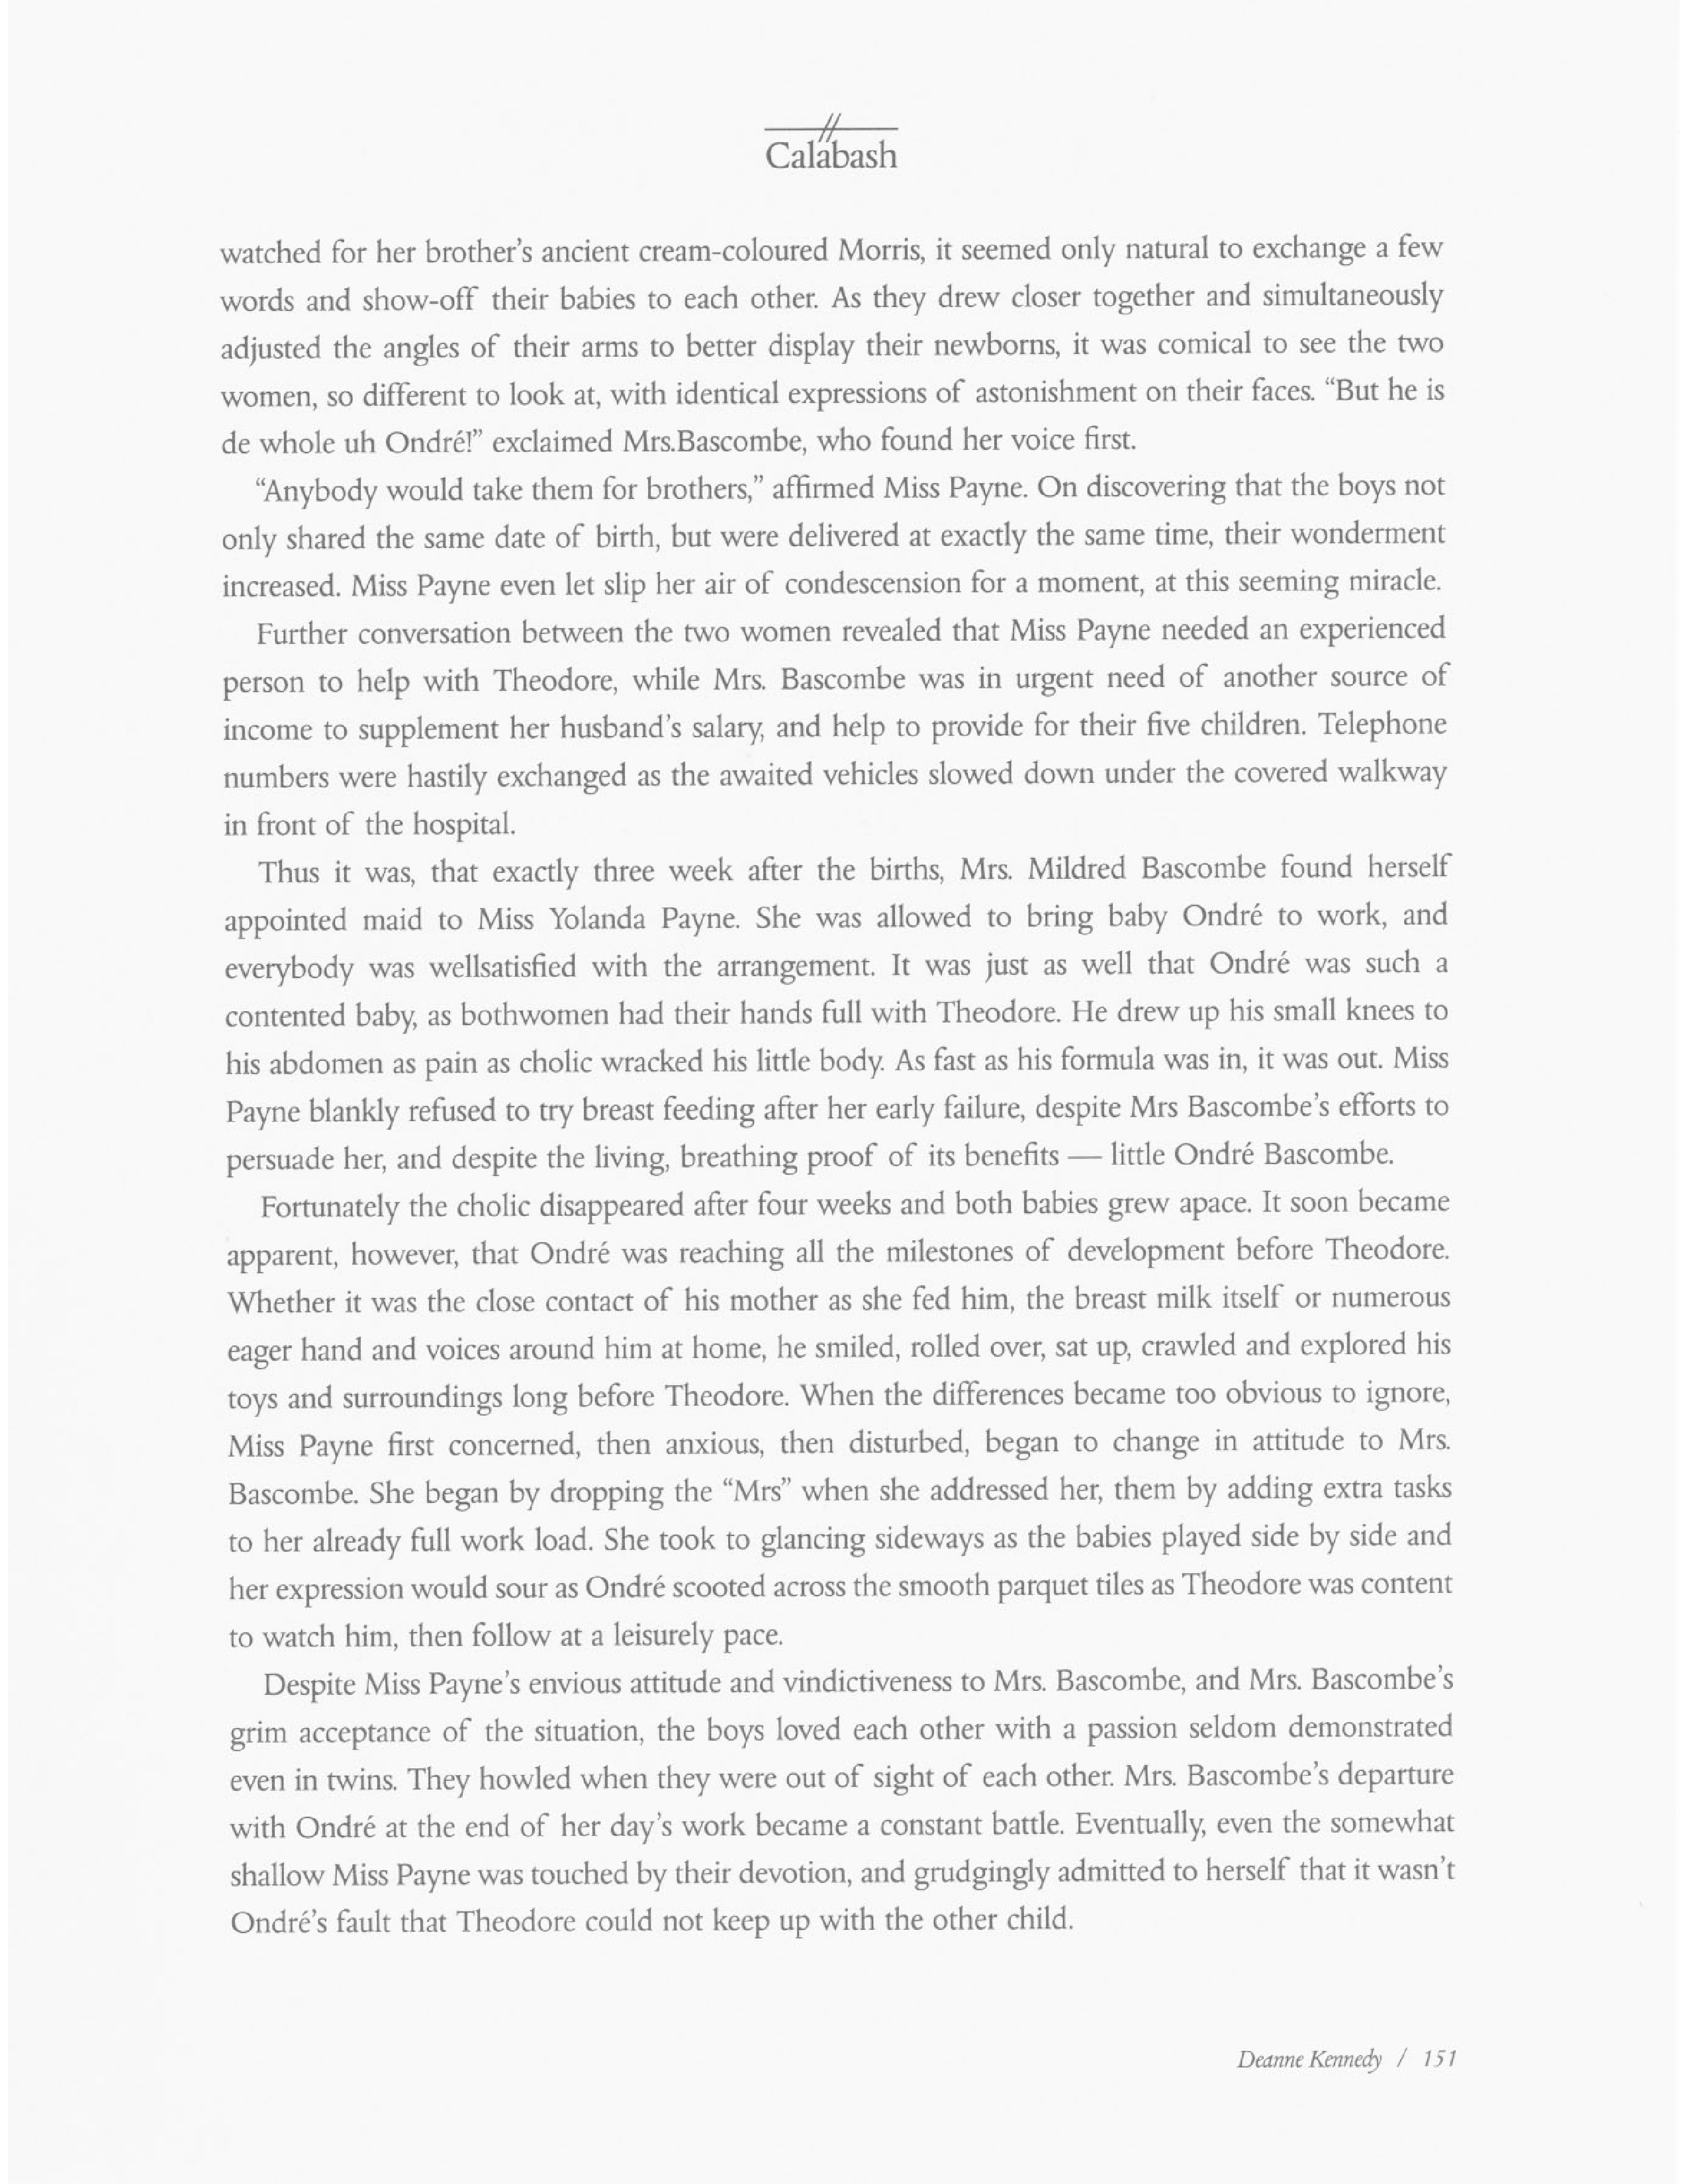 Calabash
watched for her brother's ancient cream-coloured Morris, it seemed only natural to exchange a few
words and show-off their babies to each other. As they drew closer together and simultaneously
adjusted the angles of their arms to better display their newborns, it was comical to see the two
women, so different to look at, with identical expressions of astonishment on their faces. “But he is
de whole uh Ondré!” exclaimed Mrs.Bascombe, who found her voice first.
“Anybody would take them for brothers,” affirmed Miss Payne. On discovering that the boys not
only shared the same date of birth, but were delivered at exactly the same time, their wonderment
increased. Miss Payne even let slip her air of condescension for a moment, at this seeming miracle.
Further conversation between the two women revealed that Miss Payne needed an experienced
person to help with Theodore, while Mrs. Bascombe was in urgent need of another source of
income to supplement her husband's salary, and help to provide for their five children. Telephone
numbers were hastily exchanged as the awaited vehicles slowed down under the covered walkway
in front of the hospital.
Thus it was, that exactly three week after the births, Mrs. Mildred Bascombe found herself
appointed maid to Miss Yolanda Payne. She was allowed to bring baby Ondré to work, and
everybody was wellsatisfied with the arrangement. It was just as well that Ondré was such a
contented baby, as bothwomen had their hands full with Theodore. He drew up his small knees to
his abdomen as pain as cholic wracked his little body. As fast as his formula was in, it was out. Miss
Payne blankly refused to try breast feeding after her early failure, despite Mrs Bascombe's efforts to
persuade her, and despite the living, breathing proof of its benefits — little Ondré Bascombe.
Fortunately the cholic disappeared after four weeks and both babies grew apace. It soon became
apparent, however, that Ondré was reaching all the milestones of development before Theodore.
Whether it was the close contact of his mother as she fed him, the breast milk itself or numerous
eager hand and voices around him at home, he smiled, rolled over, sat up, crawled and explored his
toys and surroundings long before Theodore. When the differences became too obvious to ignore,
Miss Payne first concerned, then anxious, then disturbed, began to change in attitude to Mrs.
Bascombe. She began by dropping the “Mrs” when she addressed her, them by adding extra tasks
to her already full work load. She took to glancing sideways as the babies played side by side and
her expression would sour as Ondré scooted across the smooth parquet tiles as Theodore was content
to watch him, then follow at a leisurely pace.
Despite Miss Payne's envious attitude and vindictiveness to Mrs. Bascombe, and Mrs. Bascombe's
grim acceptance of the situation, the boys loved each other with a passion seldom demonstrated
even in twins. They howled when they were out of sight of each other. Mrs. Bascombe's departure
with Ondré at the end of her day's work became a constant battle. Eventually, even the somewhat
shallow Miss Payne was touched by their devotion, and grudgingly admitted to herself that it wasn't
Ondré's fault that Theodore could not keep up with the other child.
Deanne Kennedy / 151